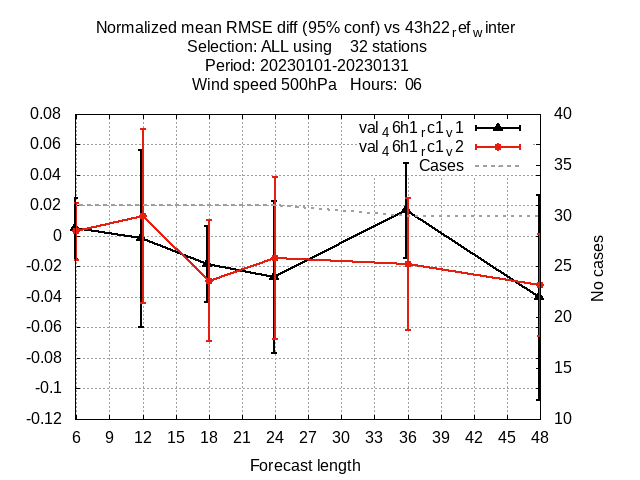 Normalized mean RMSE diff (95% conf) vs 43h22ref_winter
Selection: ALL using 32 stations
Period: 20230101-20230131
Wind speed 500hPa Hours: 06
0.08 40
val46h1rc1v1
0.06
val46h1rc1v2
0.04 Cases 35
0.02 30
0
-0.02 25
-0.04
-0.06 20
-0.08
-0.1 15
-0.12 10
No cases
6 9 12 15 18 21 24 27 30 33 36 39 42 45 48
Forecast length